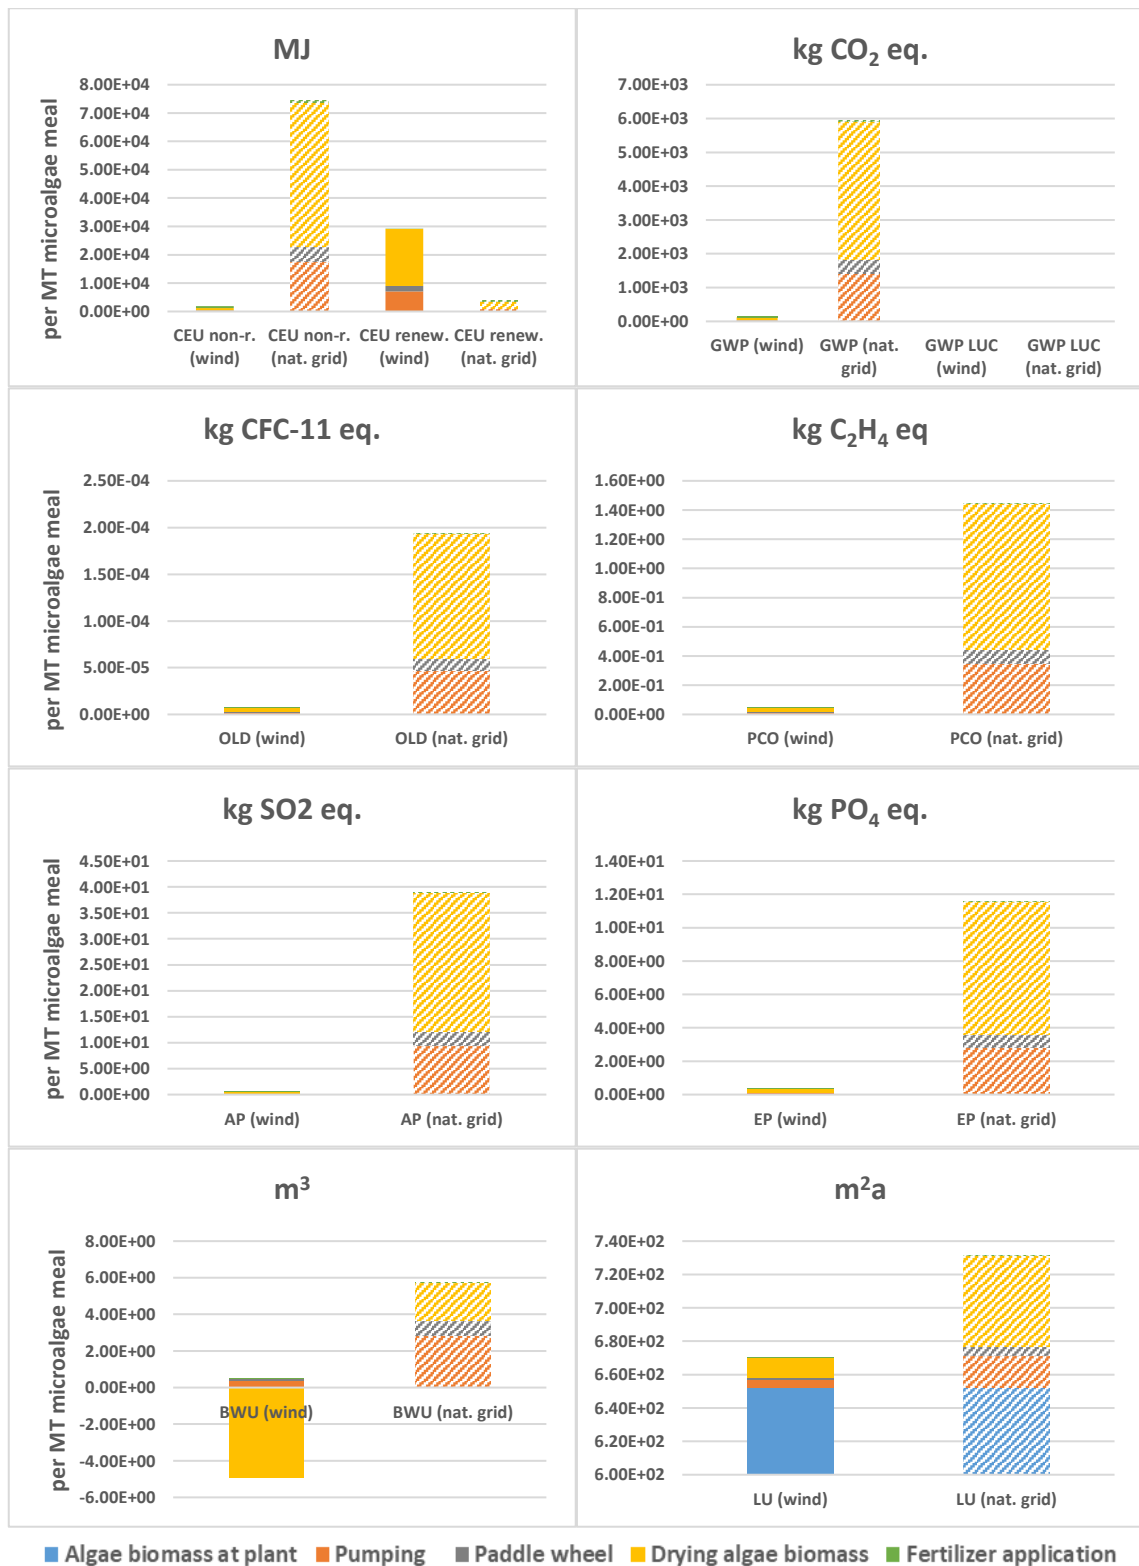 MJ
per MT microalgae meal
8.00E+04
7.00E+04
6.00E+04
5.00E+04
4.00E+04
3.00E+04
2.00E+04
1.00E+04
0.00E+00
CEU non-r. CEU non-r. CEU renew. CEU renew.
(wind) (nat. grid) (wind) (nat. grid)
kg CO₂ eq.
7.00E+03
6.00E+03
5.00E+03
4.00E+03
3.00E+03
2.00E+03
1.00E+03
0.00E+00
GWP (wind) GWP (nat. GWP LUC GWP LUC
grid) (wind) (nat. grid)
kg CFC-11 eq.
per MT microalgae meal
2.50E-04
2.00E-04
1.50E-04
1.00E-04
5.00E-05
0.00E+00
OLD (wind) OLD (nat. grid)
kg C₂H₄ eq
1.60E+00
1.40E+00
1.20E+00
1.00E+00
8.00E-01
6.00E-01
4.00E-01
2.00E-01
0.00E+00
PCO (wind) PCO (nat. grid)
kg SO2 eq.
per MT microalgae meal
4.50E+01
4.00E+01
3.50E+01
3.00E+01
2.50E+01
2.00E+01
1.50E+01
1.00E+01
5.00E+00
0.00E+00
AP (wind) AP (nat. grid)
kg PO₄ eq.
1.40E+01
1.20E+01
1.00E+01
8.00E+00
6.00E+00
4.00E+00
2.00E+00
0.00E+00
EP (wind) EP (nat. grid)
m³
per MT microalgae meal
8.00E+00
6.00E+00
4.00E+00
2.00E+00
0.00E+00
-2.00E+00
-4.00E+00
-6.00E+00
BWU (wind) BWU (nat. grid)
m²a
7.40E+02
7.20E+02
7.00E+02
6.80E+02
6.60E+02
6.40E+02
6.20E+02
6.00E+02
LU (wind) LU (nat. grid)
Algae biomass at plant Pumping Paddle wheel Drying algae biomass Fertilizer application